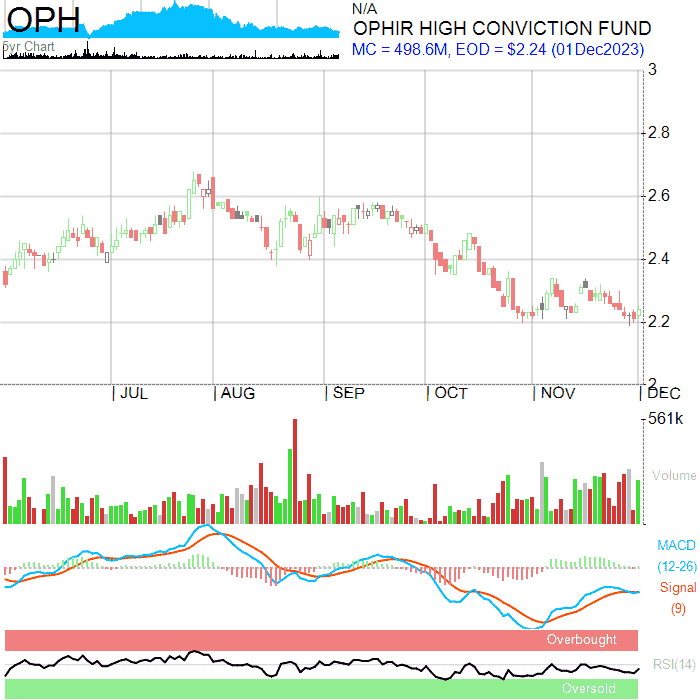 OPH
N/A
OPHIR HIGH CONVICTION FUND
5yr Chart
MC = 498.6M, EOD = $2.24 (01Dec2023)
3
2.8
2.6
2.4
2.2
2
JUL AUG SEP OCT NOV DEC
561k
Volume
MACD
(12-26)
Signal
(9)
Overbought
RSI(14)
Oversold